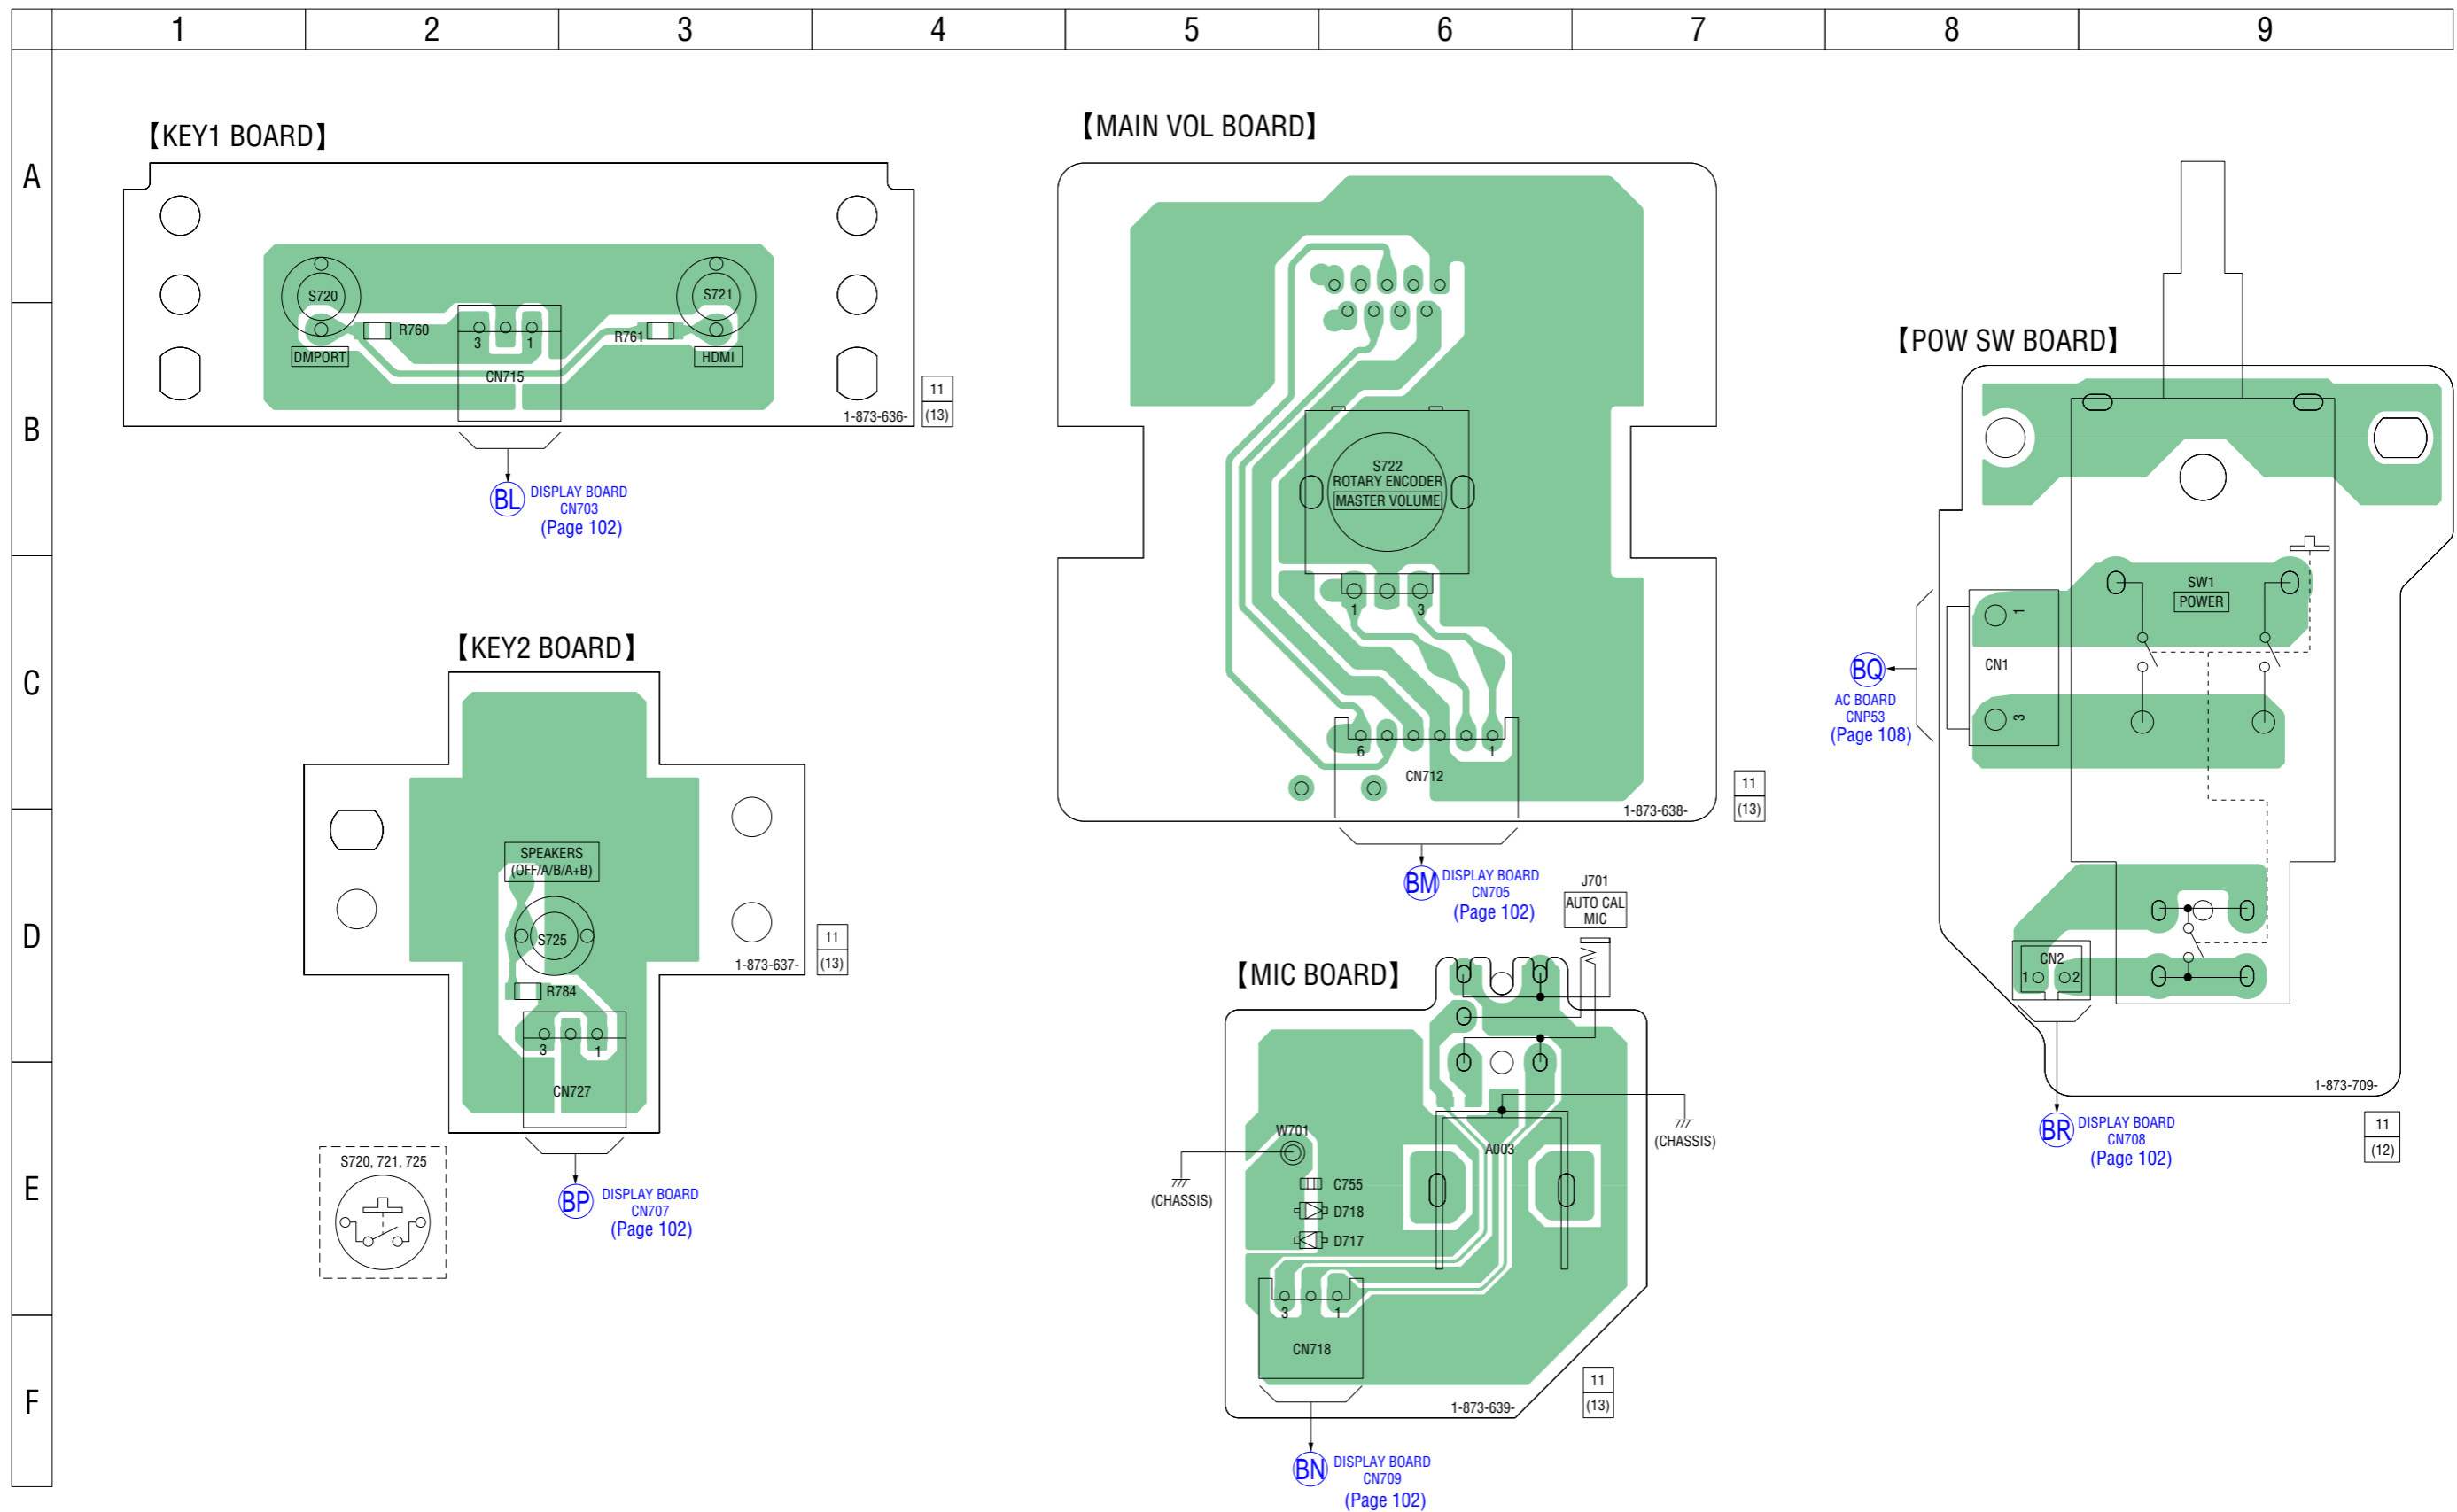 1 2 3 4 5 6 7 8 9
A
B
C
D
E
F
【KEY1 BOARD】
S720
S721
R760
R761
3
1
DMPORT
HDMI
CN715
1-873-636-
11
(13)
BL
DISPLAY BOARD
CN703
(Page 102)
【KEY2 BOARD】
SPEAKERS
(OFF/A/B/A+B)
S725
1-873-637-
11
(13)
R784
3
1
CN727
S720, 721, 725
BP
DISPLAY BOARD
CN707
(Page 102)
【MAIN VOL BOARD】
S722
ROTARY ENCODER
MASTER VOLUME
1
3
6
1
CN712
1-873-638-
11
(13)
BM
DISPLAY BOARD
CN705
(Page 102)
J701
AUTO CAL
MIC
【MIC BOARD】
W701
(CHASSIS)
A003
(CHASSIS)
C755
D718
D717
3
1
CN718
1-873-639-
11
(13)
BN
DISPLAY BOARD
CN709
(Page 102)
【POW SW BOARD】
SW1
POWER
1
CN1
3
BQ
AC BOARD
CNP53
(Page 108)
CN2
1
2
1-873-709-
11
(12)
BR
DISPLAY BOARD
CN708
(Page 102)